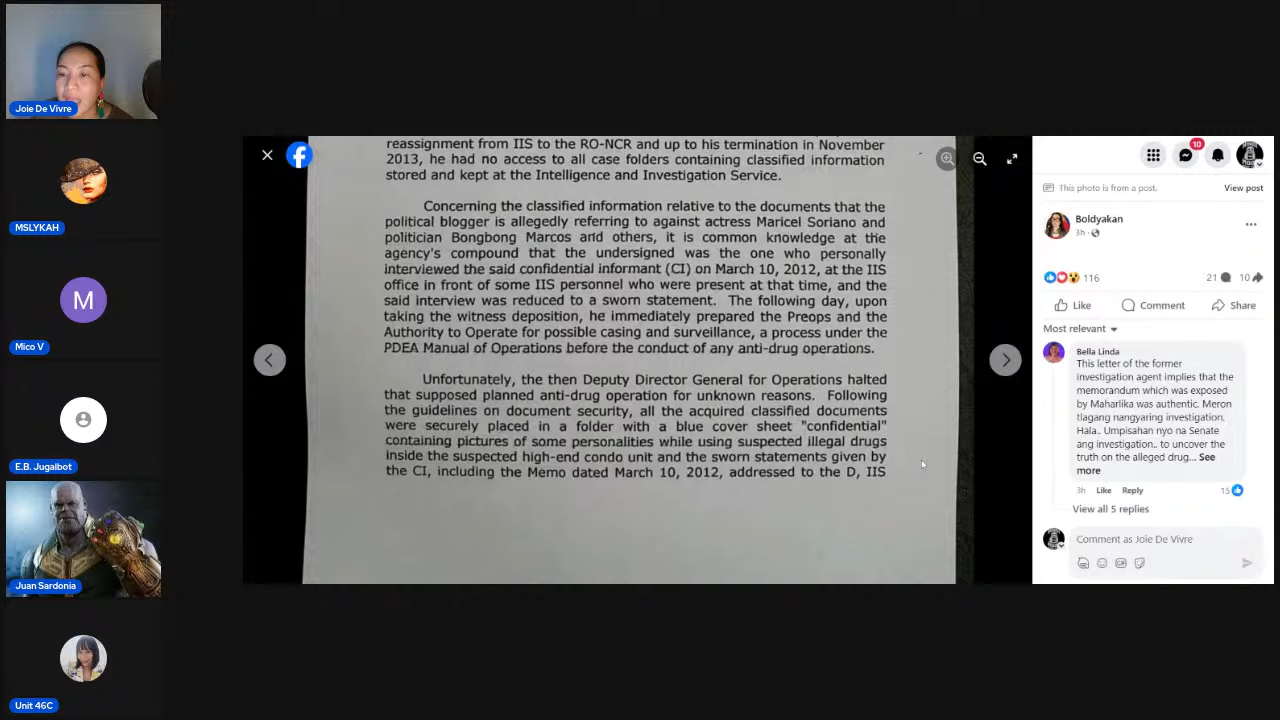 Joie De Vivre
MSLYKAH
M
Mico V
E.B. Jugalbot
Juan Sardonia
Unit 46C
reassignment from IIS to the RO-NCR and up to his termination in November
2013, he had no access to all case folders containing classified information
stored and kept at the Intelligence and Investigation Service.
Concerning the classified information relative to the documents that the
political blogger is allegedly referring to against actress Maricel Soriano and
politician Bongbong Marcos and others, it is common knowledge at the
agency's compound that the undersigned was the one who personally
interviewed the said confidential informant (CI) on March 10, 2012, at the IIS
office in front of some IIS personnel who were present at that time, and the
said interview was reduced to a sworn statement. The following day, upon
taking the witness deposition, he immediately prepared the Preops and the
Authority to Operate for possible casing and surveillance, a process under the
PDEA Manual of Operations before the conduct of any anti-drug operations.
Unfortunately, the then Deputy Director General for Operations halted
that supposed planned anti-drug operation for unknown reasons. Following
the guidelines on document security, all the acquired classified documents
were securely placed in a folder with a blue cover sheet "confidential"
containing pictures of some personalities while using suspected illegal drugs
inside the suspected high-end condo unit and the sworn statements given by
the CI, including the Memo dated March 10, 2012, addressed to the D, IIS
10
This photo is from a post. View post
Boldyakan
3h
116 21 10
Like Comment Share
Most relevant
Bella Linda
This letter of the former
investigation agent implies that the
memorandum which was exposed
by Maharlika was authentic. Meron
tlagang nangyaring investigation,
Hala.. Umpisahan nyo na Senate
ang investigation.. to uncover the
truth on the alleged drug... See
more
3h Like Reply 15
View all 5 replies
Comment as Joie De Vivre
GIF